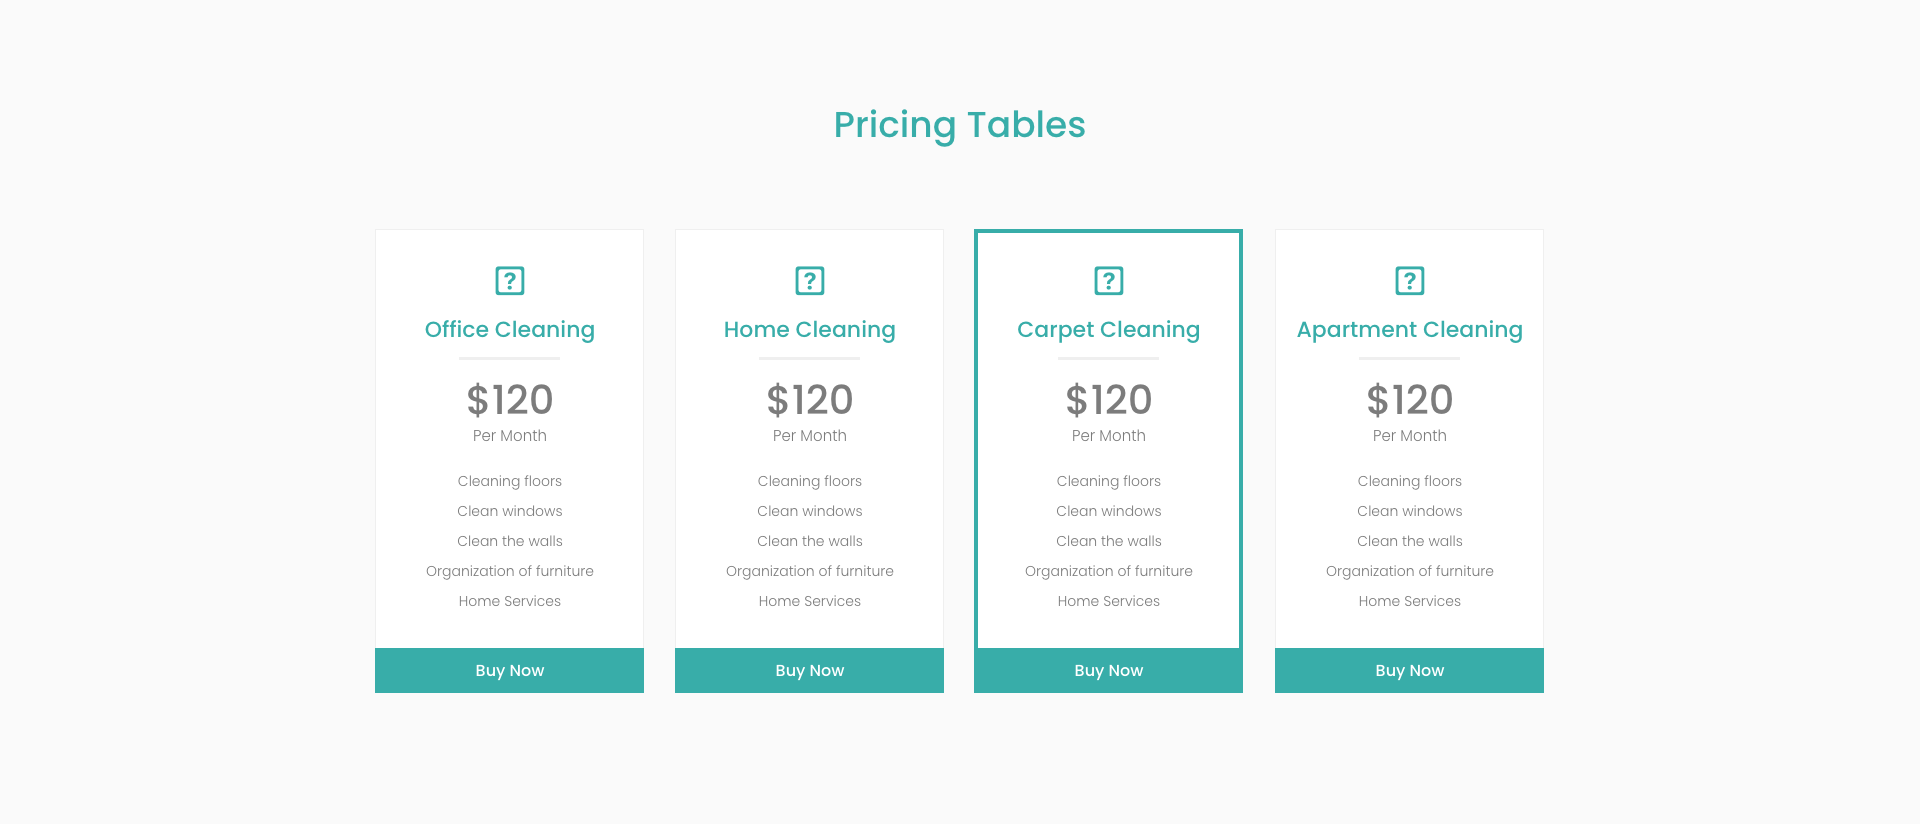 Pricing Tables
?
Office Cleaning
$120
Per Month
Cleaning floors
Clean windows
Clean the walls
Organization of furniture
Home Services
Buy Now
?
Home Cleaning
$120
Per Month
Cleaning floors
Clean windows
Clean the walls
Organization of furniture
Home Services
Buy Now
?
Carpet Cleaning
$120
Per Month
Cleaning floors
Clean windows
Clean the walls
Organization of furniture
Home Services
Buy Now
?
Apartment Cleaning
$120
Per Month
Cleaning floors
Clean windows
Clean the walls
Organization of furniture
Home Services
Buy Now